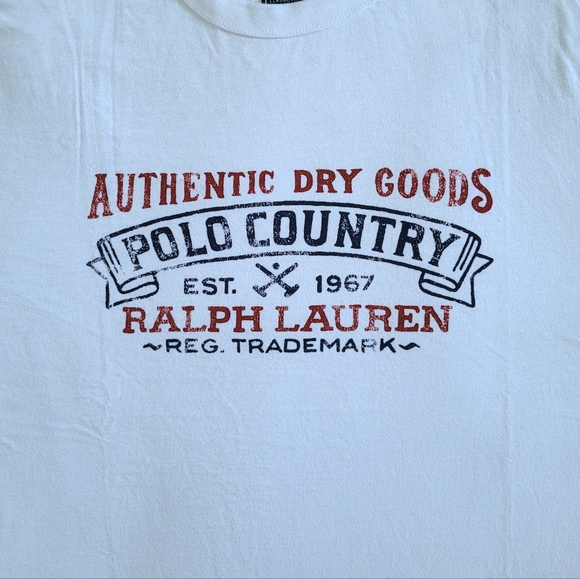 AUTHENTIC DRY GOODS
POLO COUNTRY
EST. 1967
RALPH LAUREN
~REG. TRADEMARK~